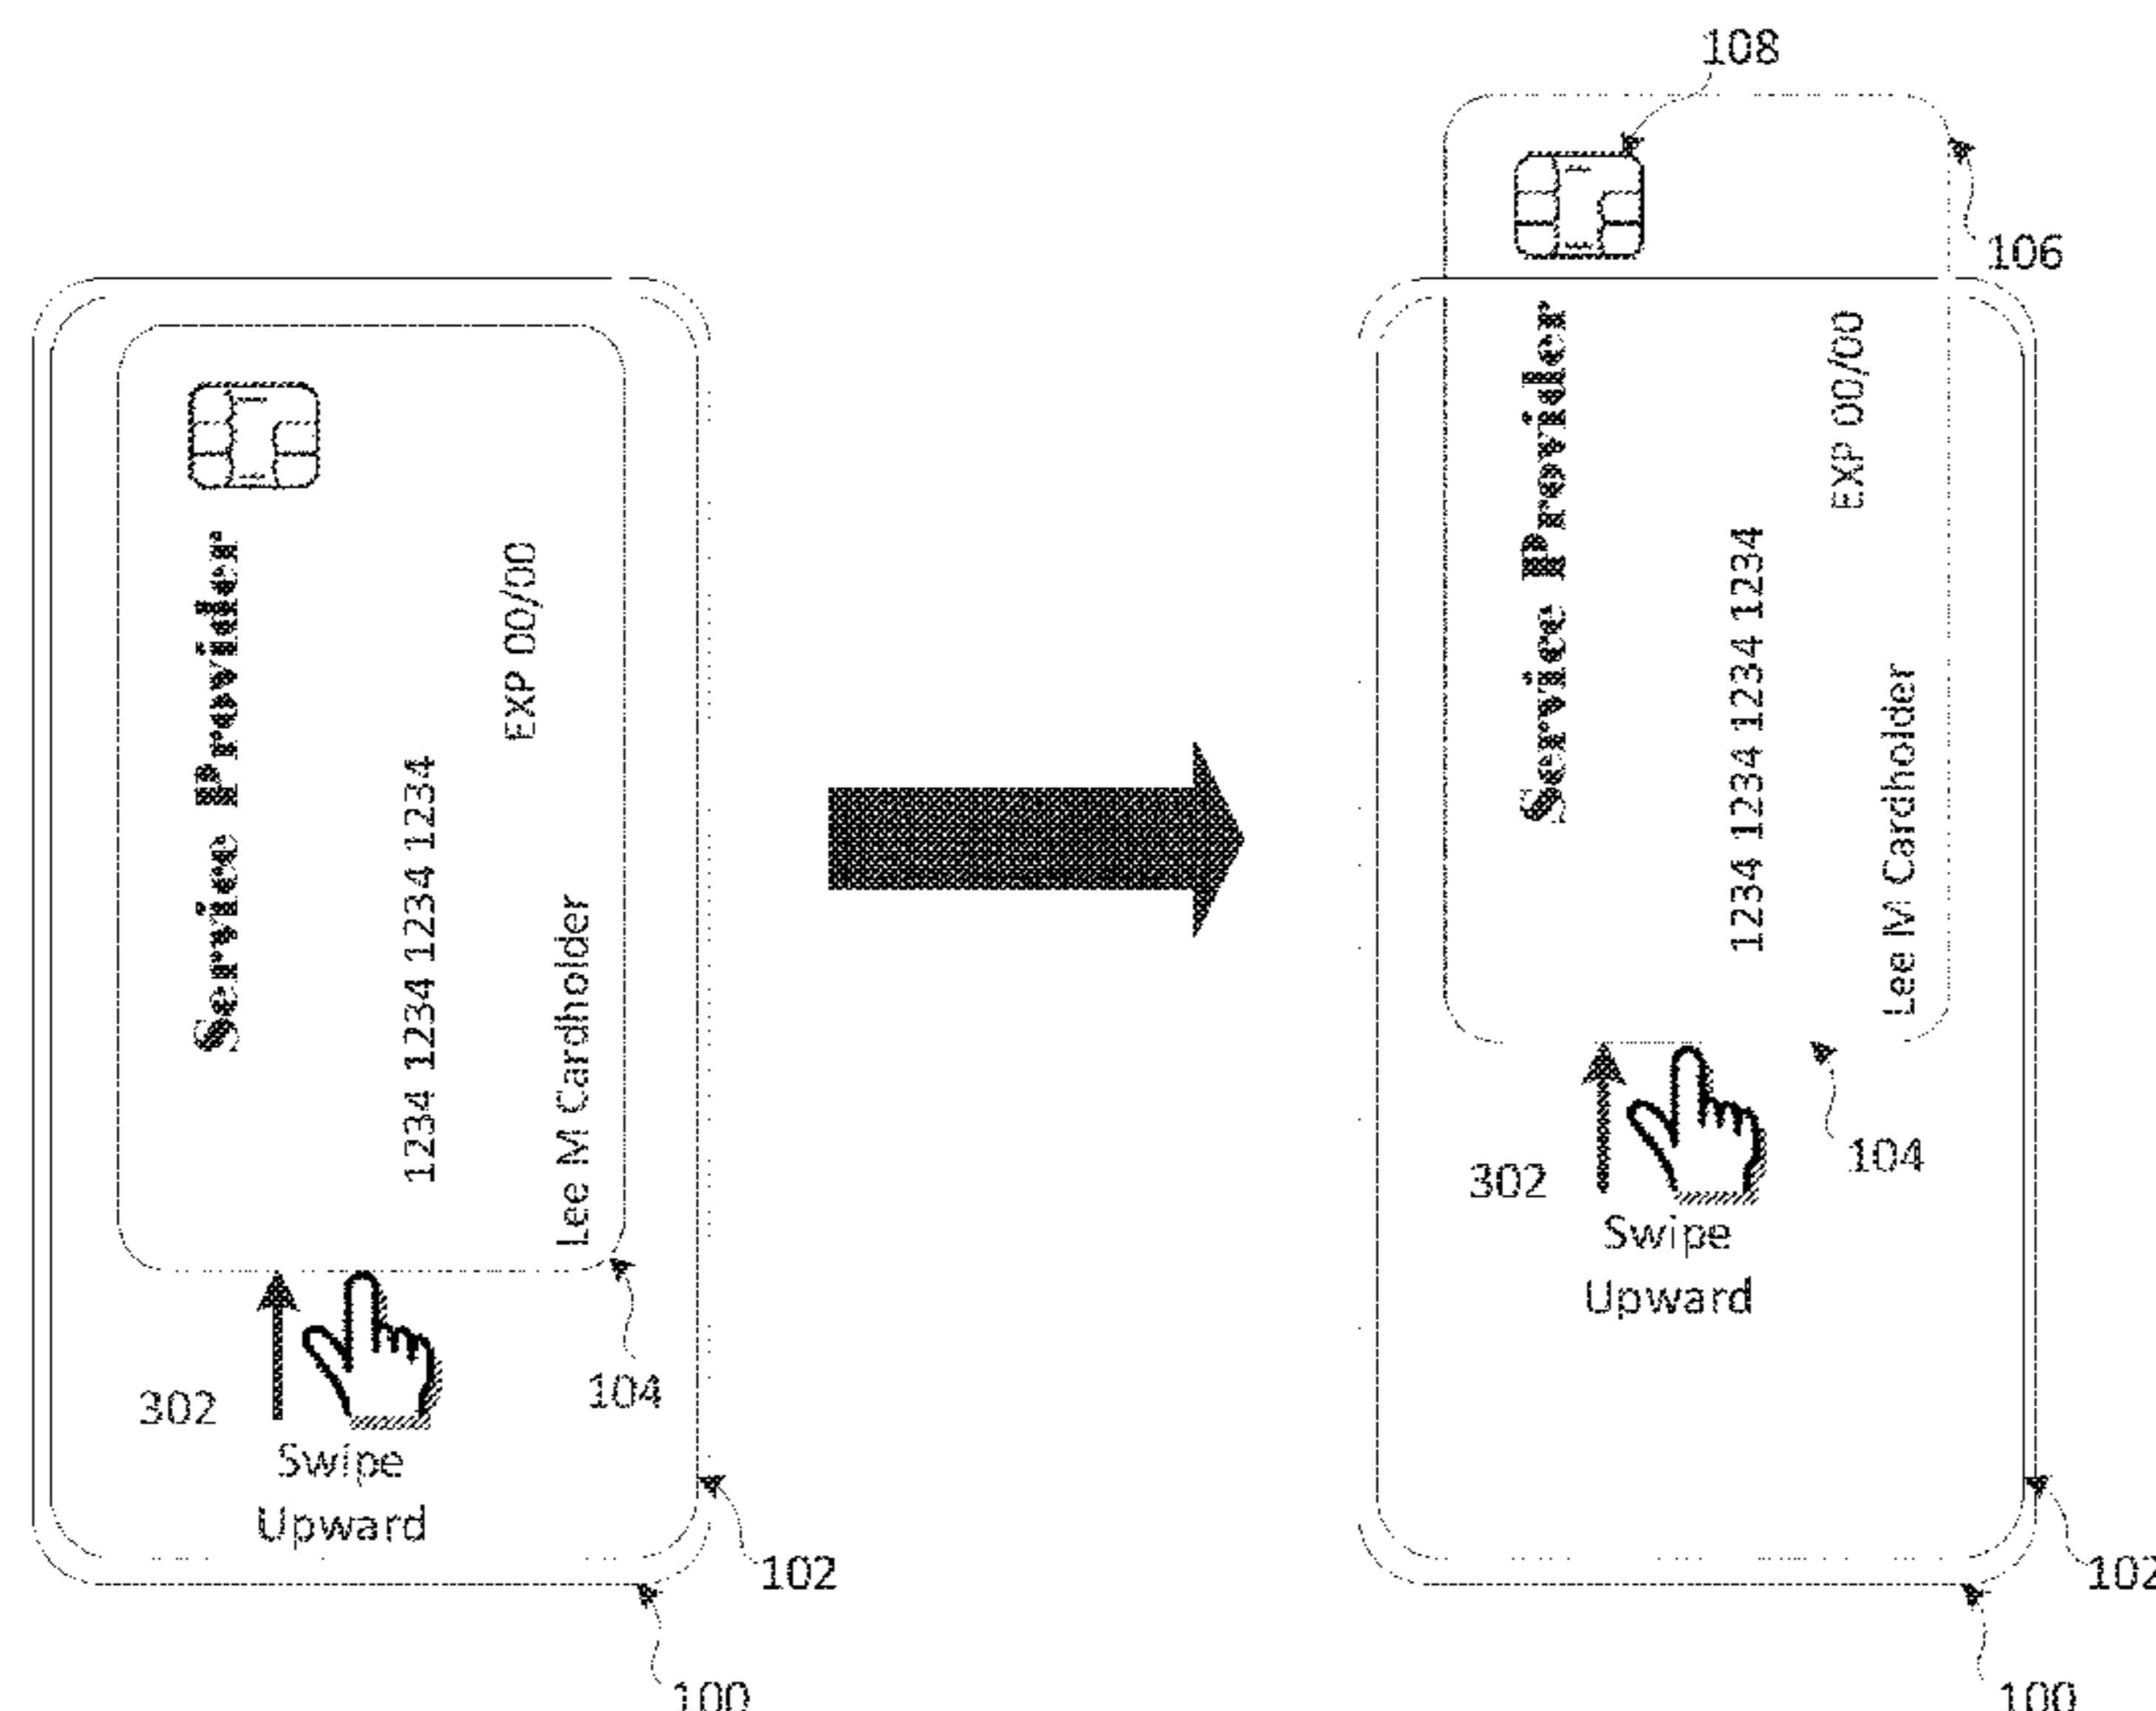 Service Provider
1234 1234 1234 1234
EXP 00/00
Lee M Cardholder
302
Swipe
Upward
104
102
100
108
106
Service Provider
1234 1234 1234 1234
EXP 00/00
Lee M Cardholder
302
Swipe
Upward
104
102
100